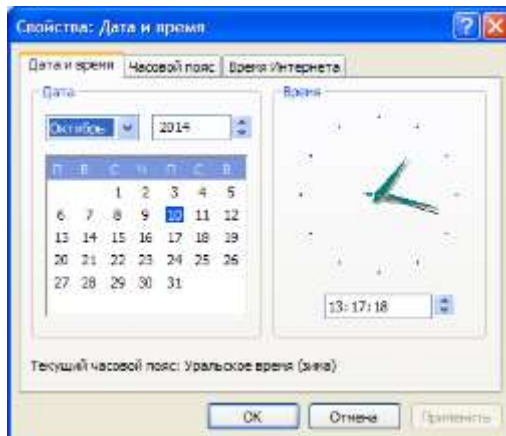 Свойства: Дата и время
Дата и время Часовой пояс Время Интернета
Дата
Время
Октябрь 2014
П В С Ч П С В
1 2 3 4 5
6 7 8 9 10 11 12
13 14 15 16 17 18 19
20 21 22 23 24 25 26
27 28 29 30 31
13:17:18
Текущий часовой пояс: Уральское время (зима)
OK Отмена Применить